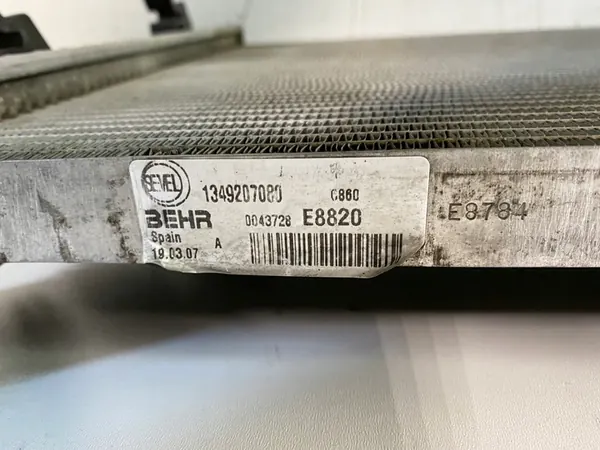 SEVEL
1349207080 C860
BEHR 0043728 E8820
Spain A
19.03.07
E8784